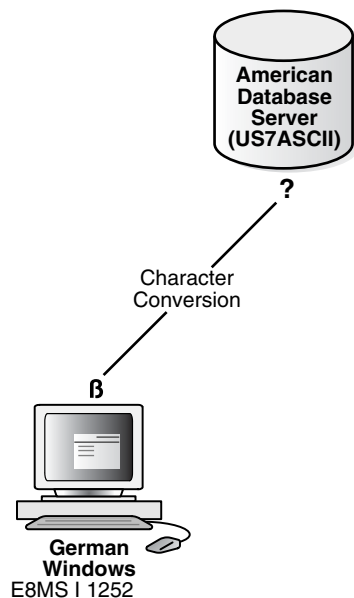 American
Database
Server
(US7ASCII)
?
Character
Conversion
ß
German
Windows
E8MS I 1252